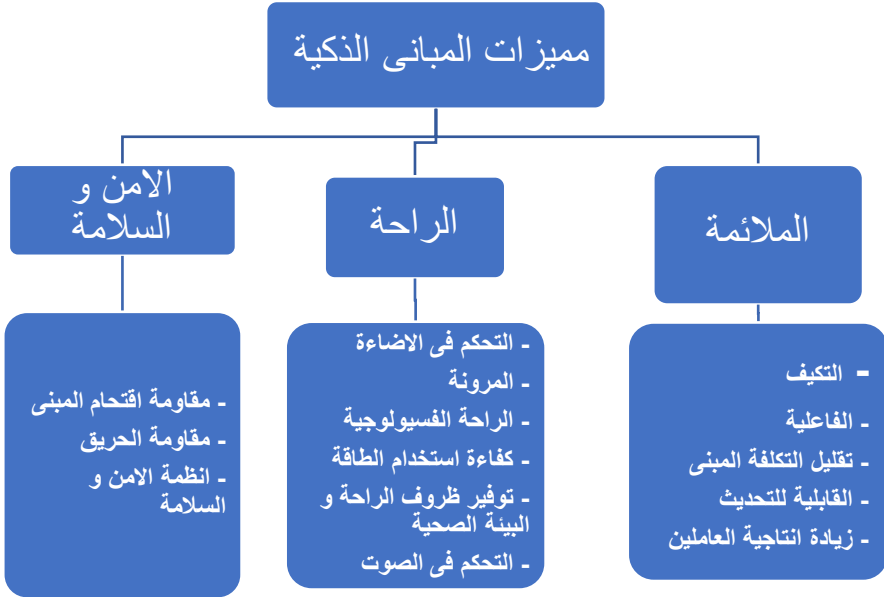 مميزات المبانى الذكية
الملائمة
الراحة
الامن و
السلامة
- التكيف
- الفاعلية
- تقليل التكلفة المبنى
- القابلية للتحديث
- زيادة انتاجية العاملين
- التحكم فى الاضاءة
- المرونة
- الراحة الفسيولوجية
- كفاءة استخدام الطاقة
- توفير ظروف الراحة و
البيئة الصحية
- التحكم فى الصوت
- مقاومة اقتحام المبنى
- مقاومة الحريق
- انظمة الامن و
السلامة